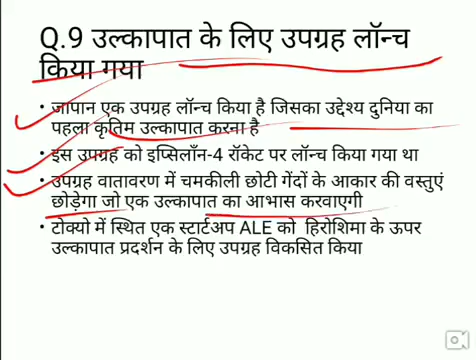 Q.9 उल्कापात के लिए उपग्रह लॉन्च
किया गया
• जापान एक उपग्रह लॉन्च किया है जिसका उद्देश्य दुनिया का
पहला कृतिम उल्कापात करना है
• इस उपग्रह को इप्सिलॉन-4 रॉकेट पर लॉन्च किया गया था
• उपग्रह वातावरण में चमकीली छोटी गेंदों के आकार की वस्तुएं
छोड़ेगा जो एक उल्कापात का आभास करवाएगी
• टोक्यो में स्थित एक स्टार्टअप ALE को हिरोशिमा के ऊपर
उल्कापात प्रदर्शन के लिए उपग्रह विकसित किया